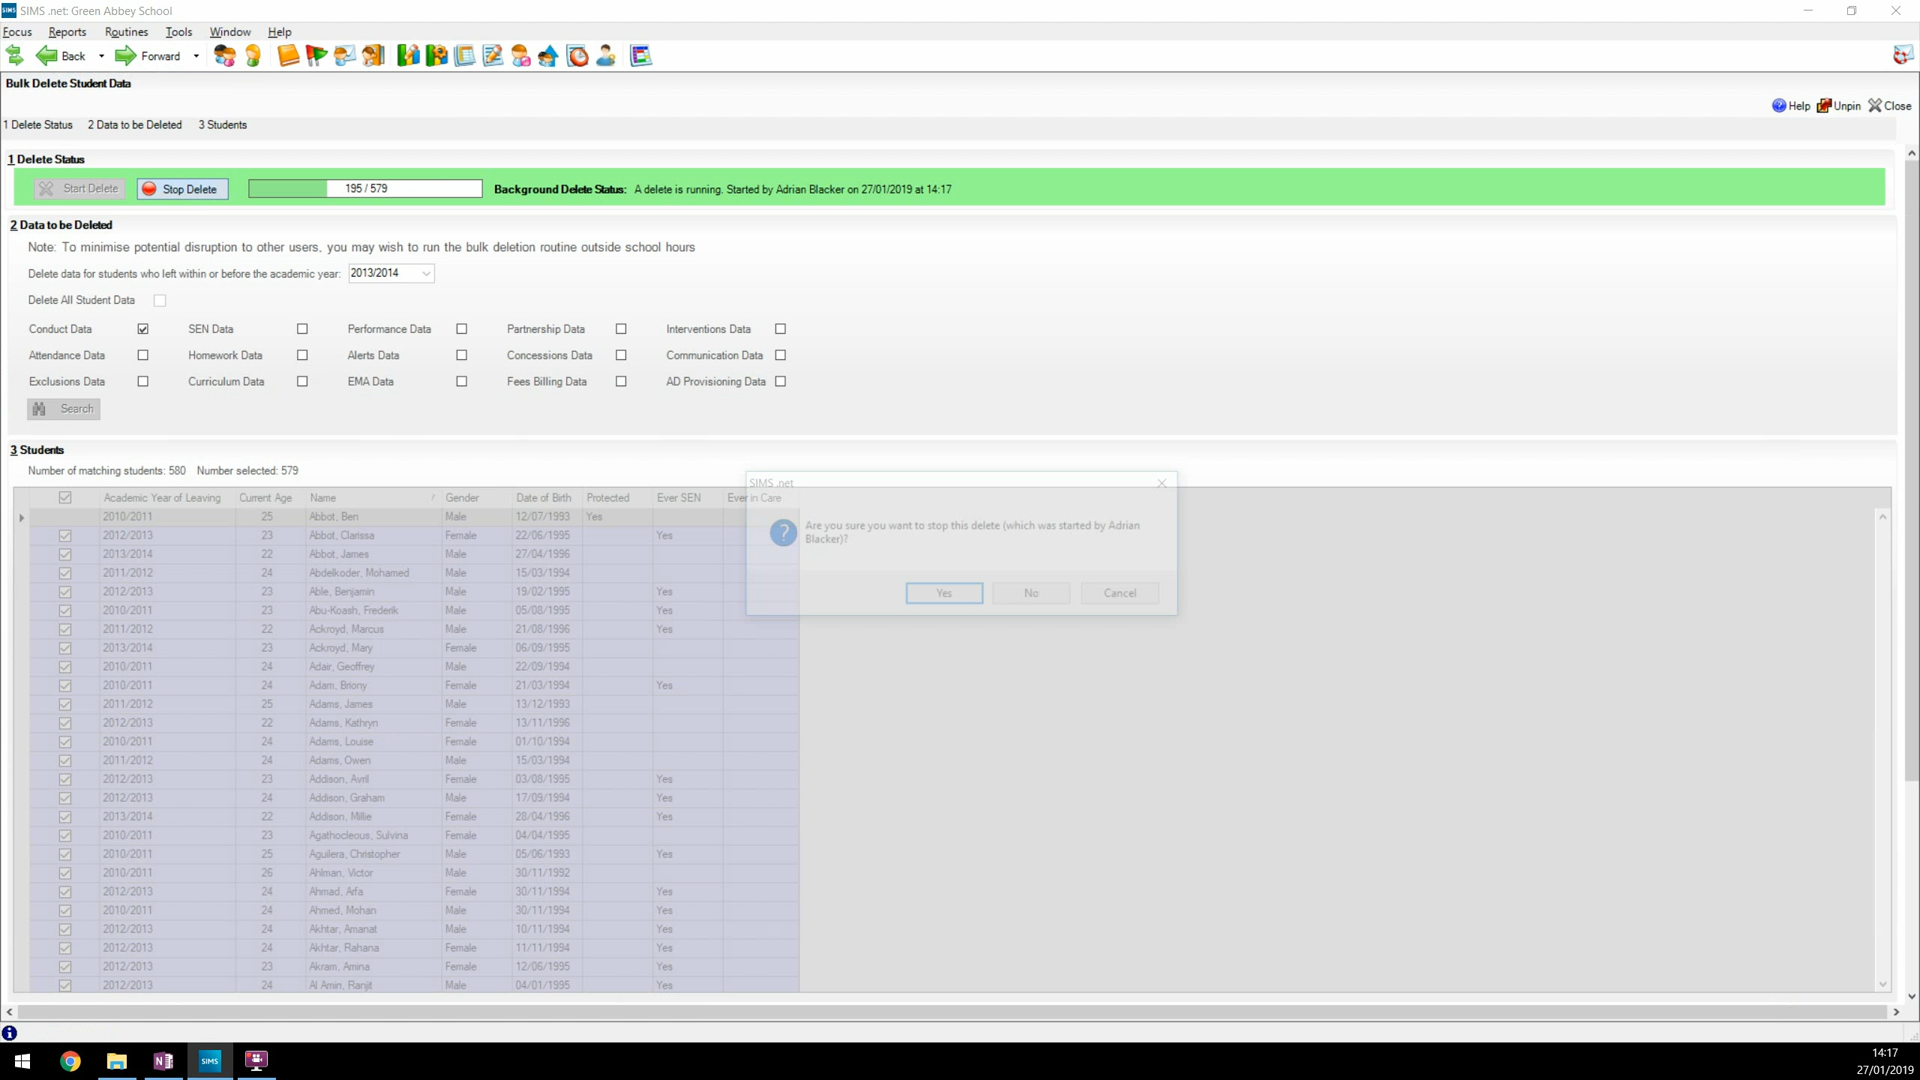 SIMS .net: Green Abbey School
Focus Reports Routines Tools Window Help
Back Forward
Bulk Delete Student Data
Help Unpin Close
1 Delete Status 2 Data to be Deleted 3 Students
1 Delete Status
Start Delete Stop Delete 195 / 579 Background Delete Status: A delete is running. Started by Adrian Blacker on 27/01/2019 at 14:17
2 Data to be Deleted
Note: To minimise potential disruption to other users, you may wish to run the bulk deletion routine outside school hours
Delete data for students who left within or before the academic year: 2013/2014
Delete All Student Data
Conduct Data SEN Data Performance Data Partnership Data Interventions Data
Attendance Data Homework Data Alerts Data Concessions Data Communication Data
Exclusions Data Curriculum Data EMA Data Fees Billing Data AD Provisioning Data
Search
3 Students
Number of matching students: 580 Number selected: 579
Academic Year of Leaving Current Age Name / Gender Date of Birth Protected Ever SEN Ever in Care
2010/2011 25 Abbot, Ben Male 12/07/1993 Yes
2012/2013 23 Abbot, Clarissa Female 22/06/1995 Yes
2013/2014 22 Abbot, James Male 27/04/1996
2011/2012 24 Abdelkoder, Mohamed Male 15/03/1994
2012/2013 23 Able, Benjamin Male 19/02/1995 Yes
2010/2011 23 Abu-Koash, Frederik Male 05/08/1995 Yes
2011/2012 22 Ackroyd, Marcus Male 21/08/1996 Yes
2013/2014 23 Ackroyd, Mary Female 06/09/1995
2010/2011 24 Adair, Geoffrey Male 22/09/1994
2010/2011 24 Adam, Briony Female 21/03/1994 Yes
2011/2012 25 Adams, James Male 13/12/1993
2012/2013 22 Adams, Kathryn Female 13/11/1996
2010/2011 24 Adams, Louise Female 01/10/1994
2011/2012 24 Adams, Owen Male 15/03/1994
2012/2013 23 Addison, Avril Female 03/08/1995 Yes
2012/2013 24 Addison, Graham Male 17/09/1994 Yes
2013/2014 22 Addison, Millie Female 28/04/1996 Yes
2010/2011 23 Agathocleous, Sulvina Female 04/04/1995
2010/2011 25 Aguilera, Christopher Male 05/06/1993 Yes
2010/2011 26 Ahlman, Victor Male 30/11/1992
2012/2013 24 Ahmad, Aifa Female 30/11/1994 Yes
2010/2011 24 Ahmed, Mohan Male 30/11/1994 Yes
2012/2013 24 Akhtar, Amanat Male 10/11/1994 Yes
2012/2013 24 Akhtar, Rahana Female 11/11/1994 Yes
2012/2013 23 Akram, Amina Female 12/06/1995 Yes
2012/2013 24 Al Amin, Ranjit Male 04/01/1995 Yes
SIMS .net
Are you sure you want to stop this delete (which was started by Adrian
Blacker)?
Yes No Cancel
SIMS
14:17
27/01/2019